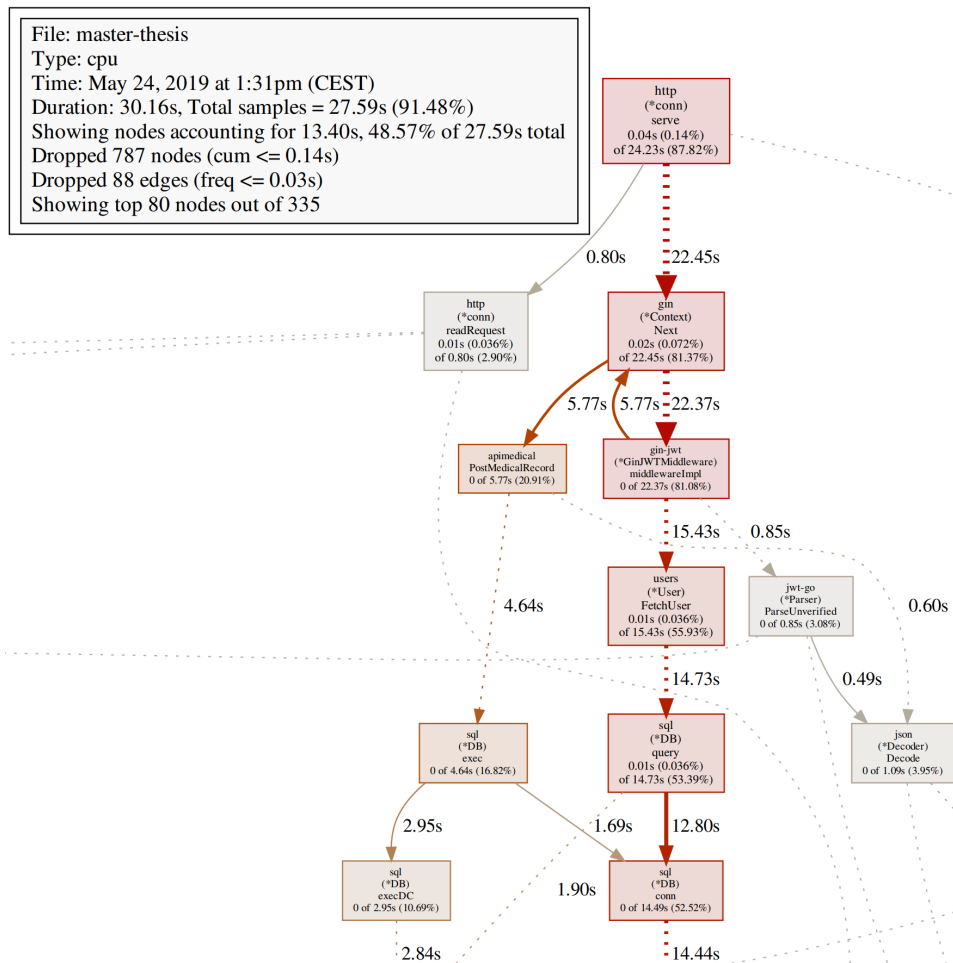 File: master-thesis
Type: cpu
Time: May 24, 2019 at 1:31pm (CEST)
Duration: 30.16s, Total samples = 27.59s (91.48%)
Showing nodes accounting for 13.40s, 48.57% of 27.59s total
Dropped 787 nodes (cum <= 0.14s)
Dropped 88 edges (freq <= 0.03s)
Showing top 80 nodes out of 335
http
(*conn)
serve
0.04s (0.14%)
of 24.23s (87.82%)
0.80s
22.45s
http
(*conn)
readRequest
0.01s (0.036%)
of 0.80s (2.90%)
gin
(*Context)
Next
0.02s (0.072%)
of 22.45s (81.37%)
5.77s
5.77s
22.37s
apimedical
PostMedicalRecord
0 of 5.77s (20.91%)
gin-jwt
(*GinJWTMiddleware)
middlewareImpl
0 of 22.37s (81.08%)
15.43s
0.85s
4.64s
users
(*User)
FetchUser
0.01s (0.036%)
of 15.43s (55.93%)
jwt-go
(*Parser)
ParseUnverified
0 of 0.85s (3.08%)
0.60s
14.73s
0.49s
sql
(*DB)
exec
0 of 4.64s (16.82%)
sql
(*DB)
query
0.01s (0.036%)
of 14.73s (53.39%)
json
(*Decoder)
Decode
0 of 1.09s (3.95%)
2.95s
1.69s
12.80s
sql
(*DB)
execDC
0 of 2.95s (10.69%)
1.90s
sql
(*DB)
conn
0 of 14.49s (52.52%)
2.84s
14.44s